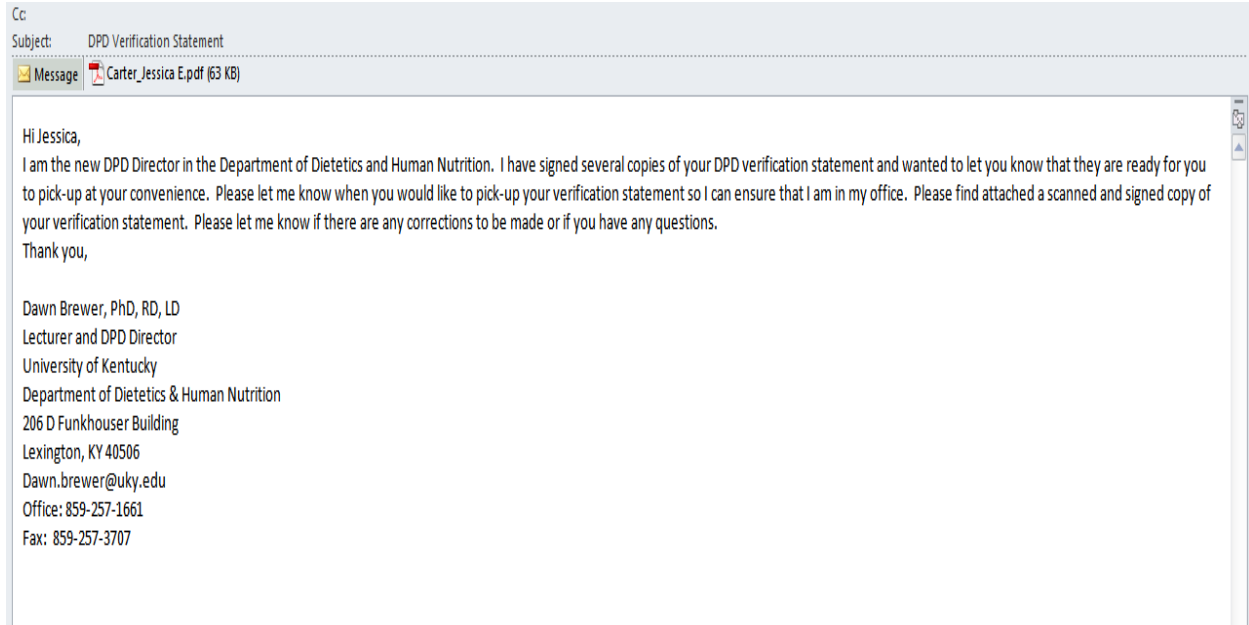 Cc:
Subject: DPD Verification Statement
Message Carter_Jessica E.pdf (63 KB)
Hi Jessica,
I am the new DPD Director in the Department of Dietetics and Human Nutrition. I have signed several copies of your DPD verification statement and wanted to let you know that they are ready for you
to pick-up at your convenience. Please let me know when you would like to pick-up your verification statement so I can ensure that I am in my office. Please find attached a scanned and signed copy of
your verification statement. Please let me know if there are any corrections to be made or if you have any questions.
Thank you,
Dawn Brewer, PhD, RD, LD
Lecturer and DPD Director
University of Kentucky
Department of Dietetics & Human Nutrition
206 D Funkhouser Building
Lexington, KY 40506
Dawn.brewer@uky.edu
Office: 859-257-1661
Fax: 859-257-3707